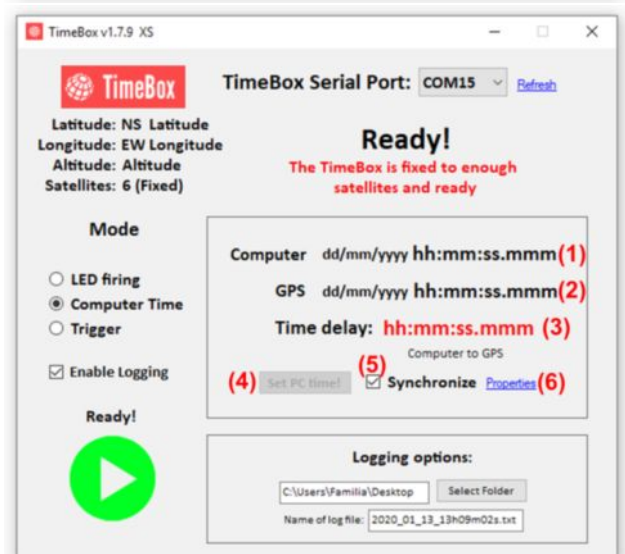 TimeBox v1.7.9 XS
TimeBox
TimeBox Serial Port: COM15 Refresh
Latitude: NS Latitude
Longitude: EW Longitude
Altitude: Altitude
Satellites: 6 (Fixed)
Ready!
The TimeBox is fixed to enough
satellites and ready
Mode
LED firing
Computer Time
Trigger
Enable Logging
Ready!
Computer dd/mm/yyyy hh:mm:ss.mmm (1)
GPS dd/mm/yyyy hh:mm:ss.mmm (2)
Time delay: hh:mm:ss.mmm (3)
Computer to GPS
(4) Set PC time! (5) Synchronize Properties (6)
Logging options:
C:\Users\Familia\Desktop Select Folder
Name of log file: 2020_01_13_13h09m02s.txt